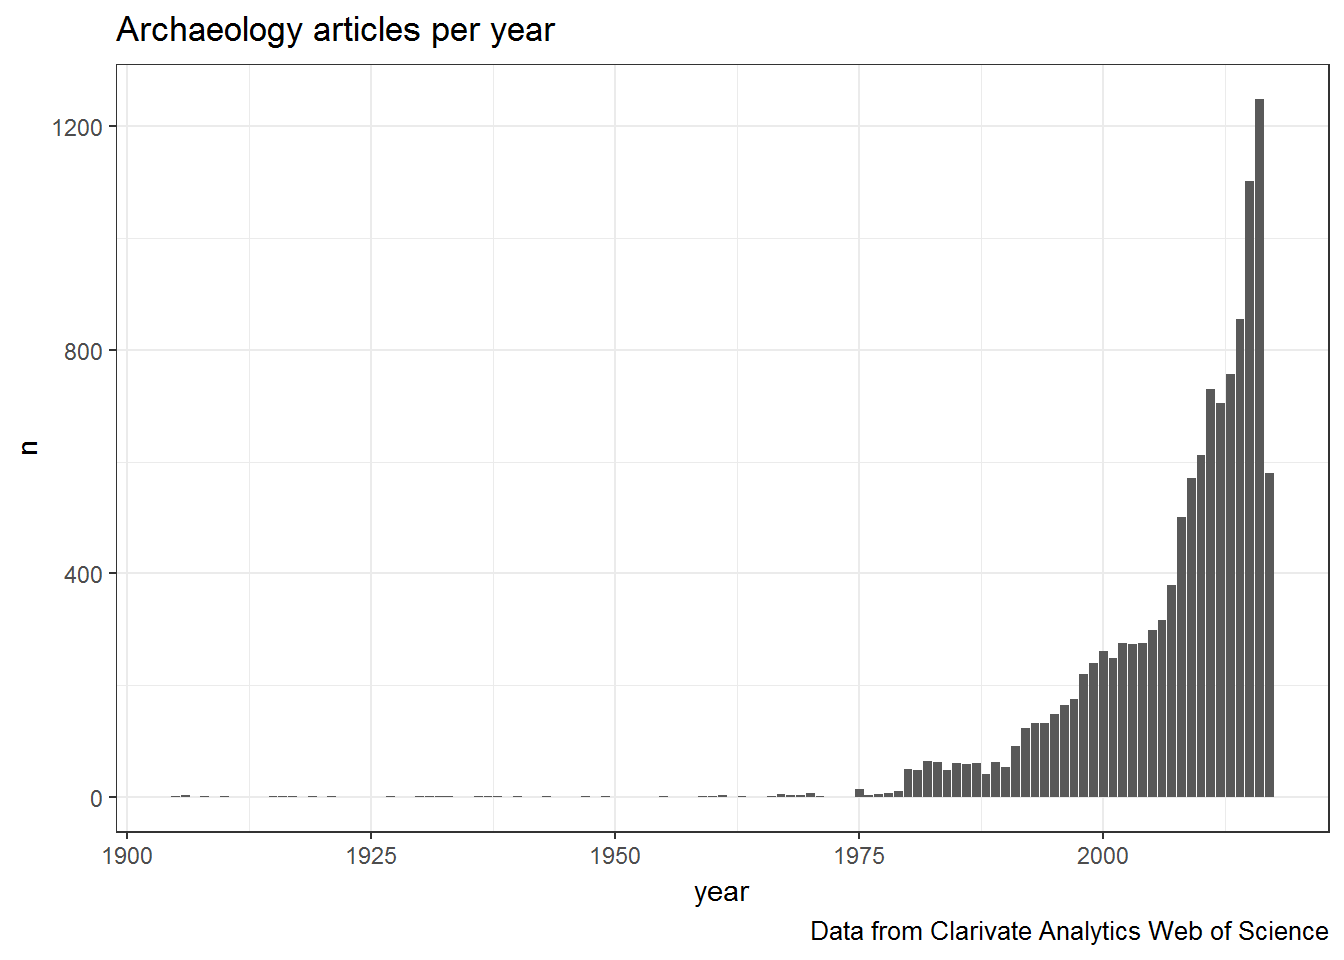 Archaeology articles per year
1200
800
400
0
n
1900 1925 1950 1975 2000
year
Data from Clarivate Analytics Web of Science